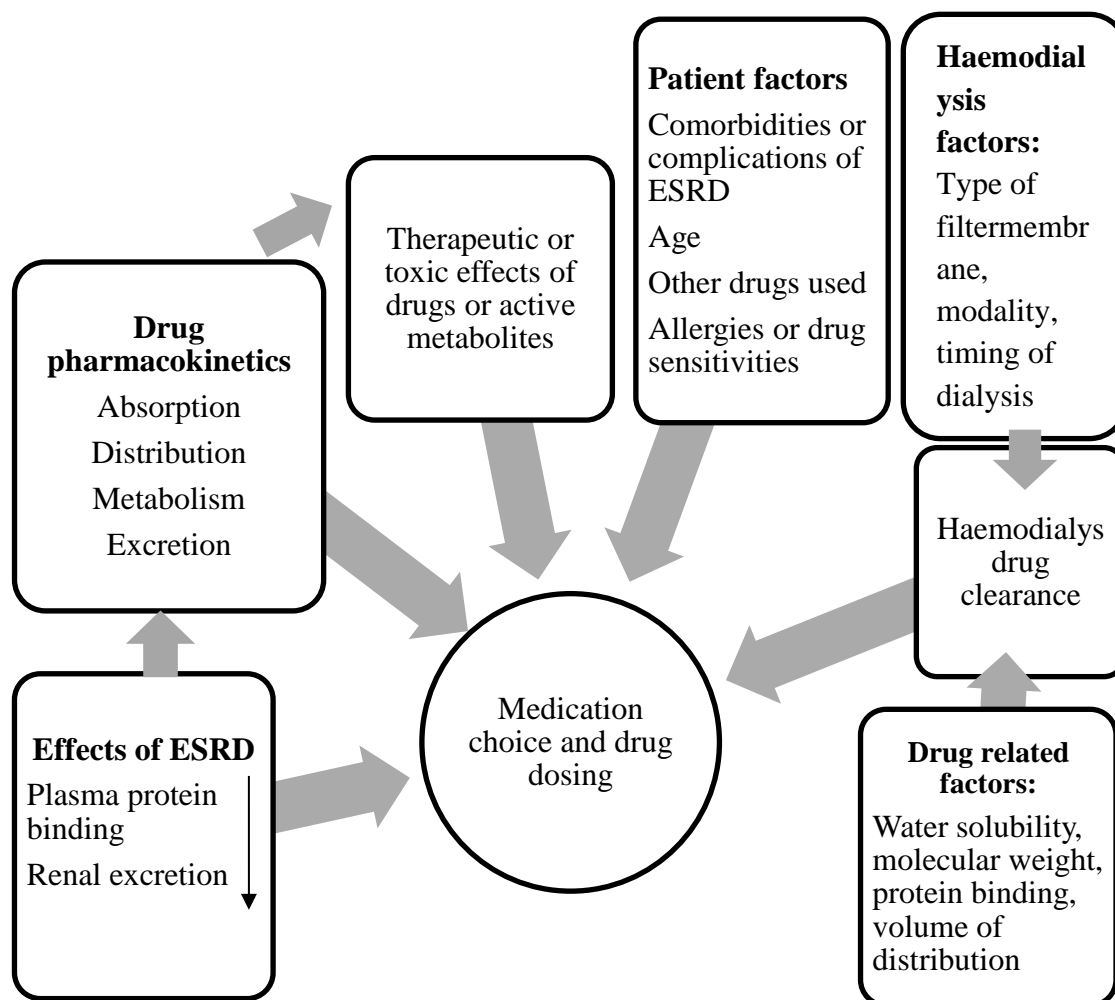 Drug
pharmacokinetics
Absorption
Distribution
Metabolism
Excretion
Therapeutic or
toxic effects of
drugs or active
metabolites
Patient factors
Comorbidities or
complications of
ESRD
Age
Other drugs used
Allergies or drug
sensitivities
Haemodial
ysis
factors:
Type of
filtermembr
ane,
modality,
timing of
dialysis
Haemodialys
drug
clearance
Effects of ESRD
Plasma protein
binding
Renal excretion
Medication
choice and drug
dosing
Drug related
factors:
Water solubility,
molecular weight,
protein binding,
volume of
distribution